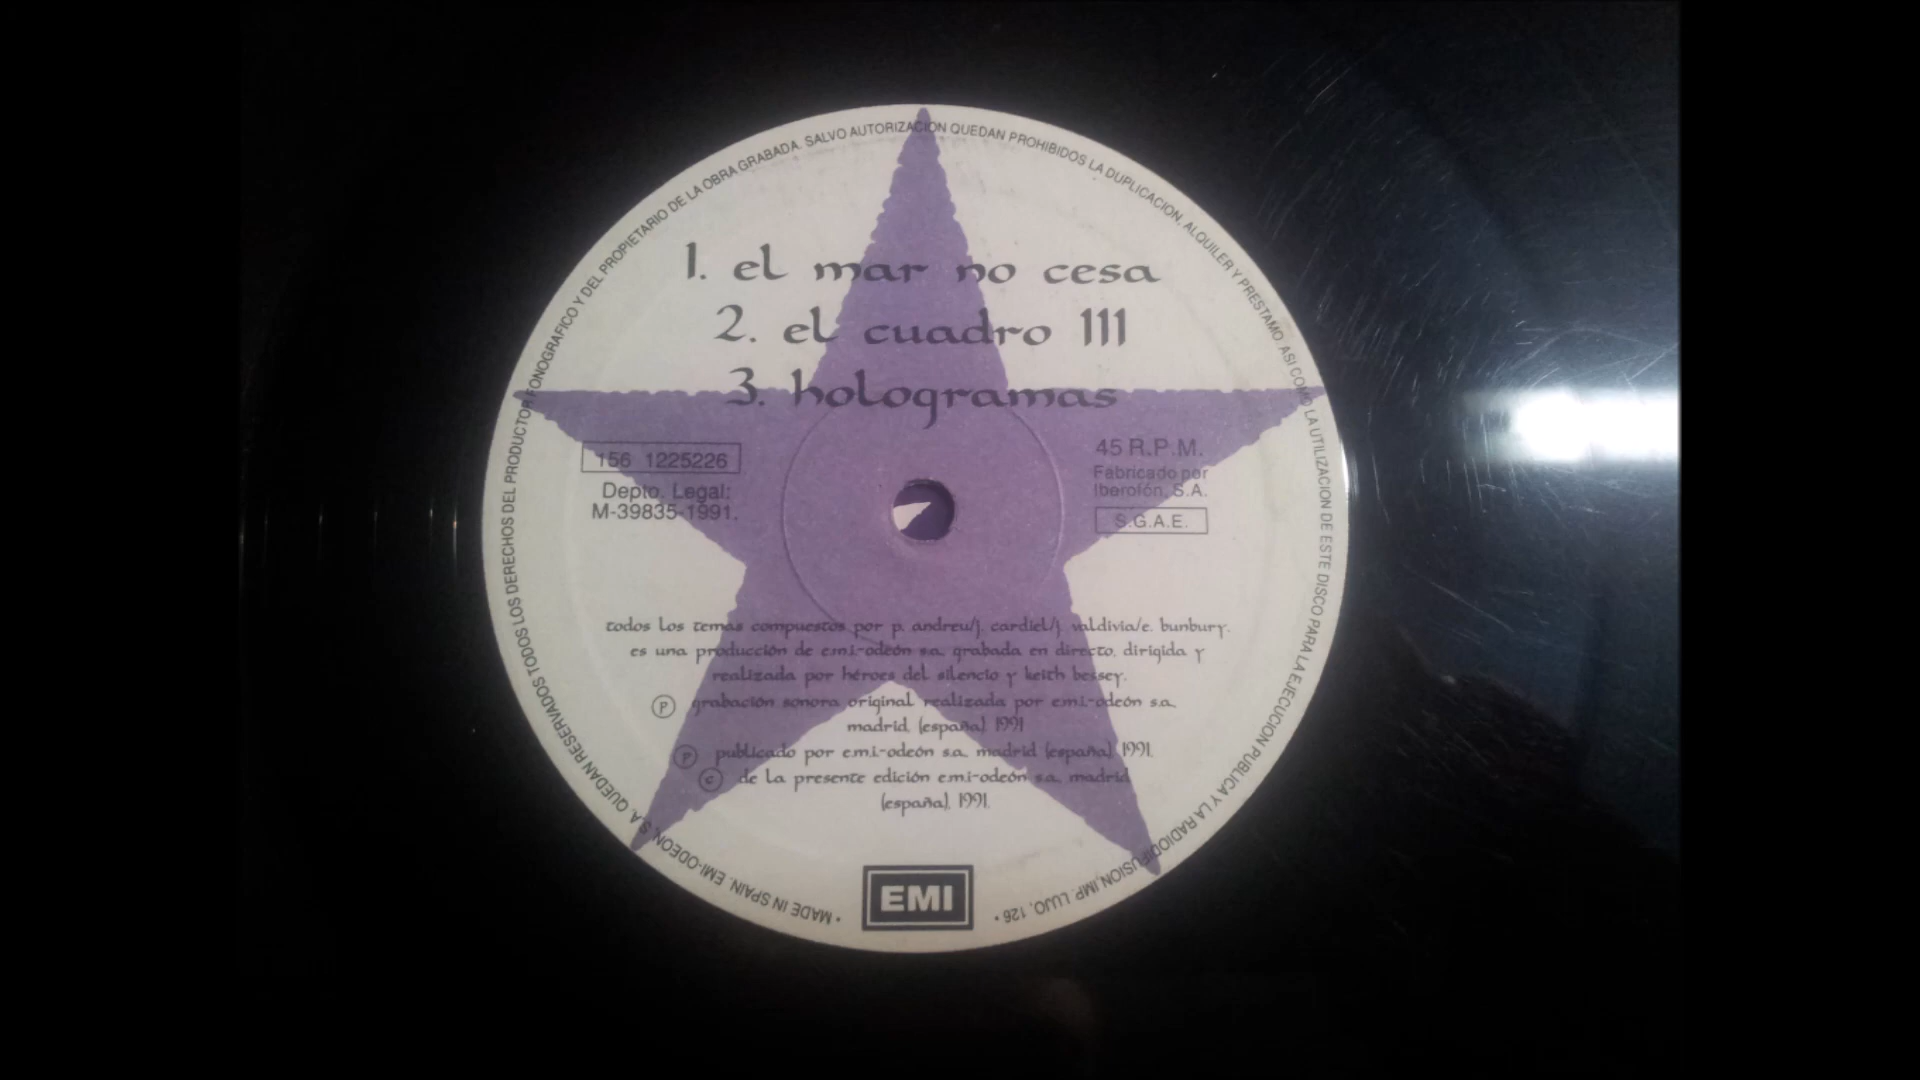 1. el mar no cesa
2. el cuadro III
3. hologramas
156 1225226
Depto. Legal:
M-39835-1991.
45 R.P.M.
Fabricado por
Iberofón, S.A.
S.G.A.E.
todos los temas compuestos por p. andreu/j. cardiel/j. valdivia/e. bunbury.
es una producción de e.m.i.-odeón s.a. grabada en directo, dirigida y
realizada por héroes del silencio y keith bessey.
P grabación sonora original realizada por e.m.i.-odeón s.a.
madrid, (españa) 1991
P publicado por e.m.i.-odeón s.a. madrid (españa) 1991.
C de la presente edición e.m.i-odeón s.a. madrid
(españa), 1991.
EMI
• MADE IN SPAIN. EMI-ODEON, S.A. QUEDAN RESERVADOS TODOS LOS DERECHOS DEL PRODUCTOR FONOGRAFICO Y DEL PROPIETARIO DE LA OBRA GRABADA. SALVO AUTORIZACION QUEDAN PROHIBIDOS LA DUPLICACION, ALQUILER Y PRESTAMO, ASI COMO LA UTILIZACION DE ESTE DISCO PARA LA EJECUCION PUBLICA Y LA RADIODIFUSION. IMP. LUJO, 126 •